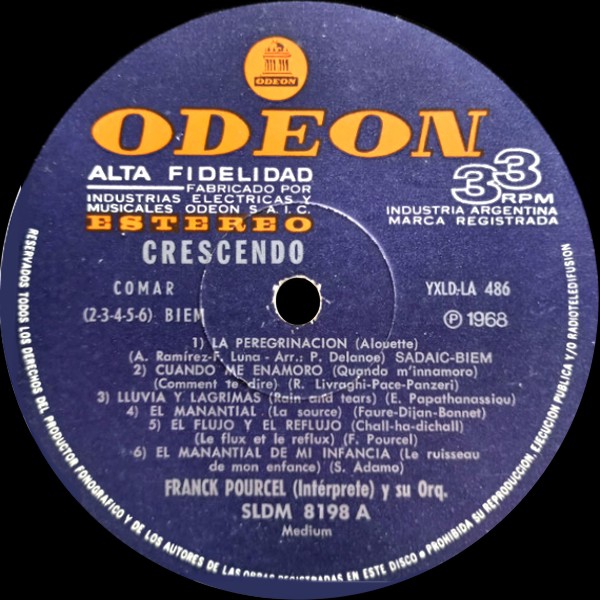 ODEON
ODEON
ALTA FIDELIDAD
33 RPM
FABRICADO POR
INDUSTRIAS ELECTRICAS Y
MUSICALES ODEON S.A.I.C.
INDUSTRIA ARGENTINA
MARCA REGISTRADA
ESTEREO
CRESCENDO
COMAR
YXLD-LA 486
(2-3-4-5-6) BIEM
Ⓟ 1968
1) LA PEREGRINACION (Alouette)
(A. Ramírez-F. Luna - Arr.: P. Delanoe) SADAIC-BIEM
2) CUANDO ME ENAMORO (Quando m'innamoro)
(Comment te dire) (R. Livraghi-Pace-Panzeri)
3) LLUVIA Y LAGRIMAS (Rain and tears) (E. Papathanassiou)
4) EL MANANTIAL (La source) (Faure-Dijan-Bonnet)
5) EL FLUJO Y EL REFLUJO (Chall-ha-dichall)
(Le flux et le reflux) (F. Pourcel)
6) EL MANANTIAL DE MI INFANCIA (Le ruisseau
de mon enfance) (S. Adamo)
FRANCK POURCEL (Intérprete) y su Orq.
SLDM 8198 A
Medium
RESERVADOS TODOS LOS DERECHOS DEL PRODUCTOR FONOGRAFICO Y DE LOS AUTORES DE LAS OBRAS REGISTRADAS EN ESTE DISCO • PROHIBIDA SU REPRODUCCION, EJECUCION PUBLICA Y/O RADIOTELEDIFUSION